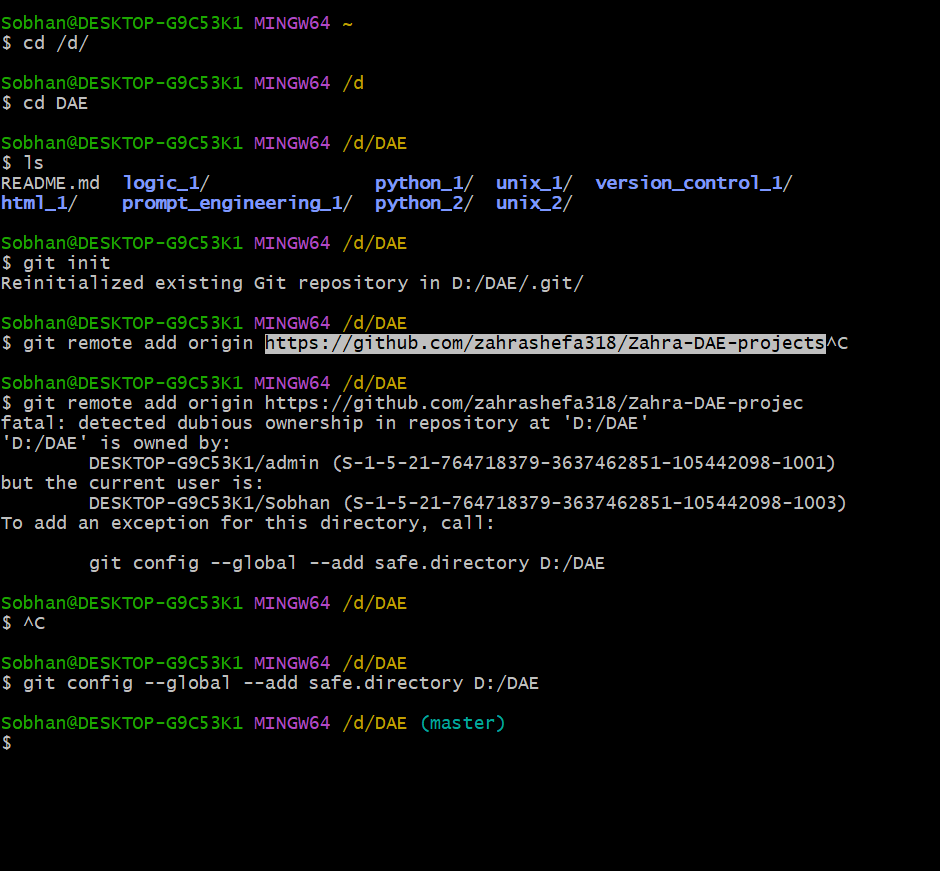 Sobhan@DESKTOP-G9C53K1 MINGW64 ~
$ cd /d/
Sobhan@DESKTOP-G9C53K1 MINGW64 /d
$ cd DAE
Sobhan@DESKTOP-G9C53K1 MINGW64 /d/DAE
$ ls
README.md  logic_1/               python_1/  unix_1/  version_control_1/
html_1/    prompt_engineering_1/  python_2/  unix_2/
Sobhan@DESKTOP-G9C53K1 MINGW64 /d/DAE
$ git init
Reinitialized existing Git repository in D:/DAE/.git/
Sobhan@DESKTOP-G9C53K1 MINGW64 /d/DAE
$ git remote add origin https://github.com/zahrashefa318/Zahra-DAE-projects^C
Sobhan@DESKTOP-G9C53K1 MINGW64 /d/DAE
$ git remote add origin https://github.com/zahrashefa318/Zahra-DAE-projec
fatal: detected dubious ownership in repository at 'D:/DAE'
'D:/DAE' is owned by:
        DESKTOP-G9C53K1/admin (S-1-5-21-764718379-3637462851-105442098-1001)
but the current user is:
        DESKTOP-G9C53K1/Sobhan (S-1-5-21-764718379-3637462851-105442098-1003)
To add an exception for this directory, call:
        git config --global --add safe.directory D:/DAE
Sobhan@DESKTOP-G9C53K1 MINGW64 /d/DAE
$ ^C
Sobhan@DESKTOP-G9C53K1 MINGW64 /d/DAE
$ git config --global --add safe.directory D:/DAE
Sobhan@DESKTOP-G9C53K1 MINGW64 /d/DAE (master)
$